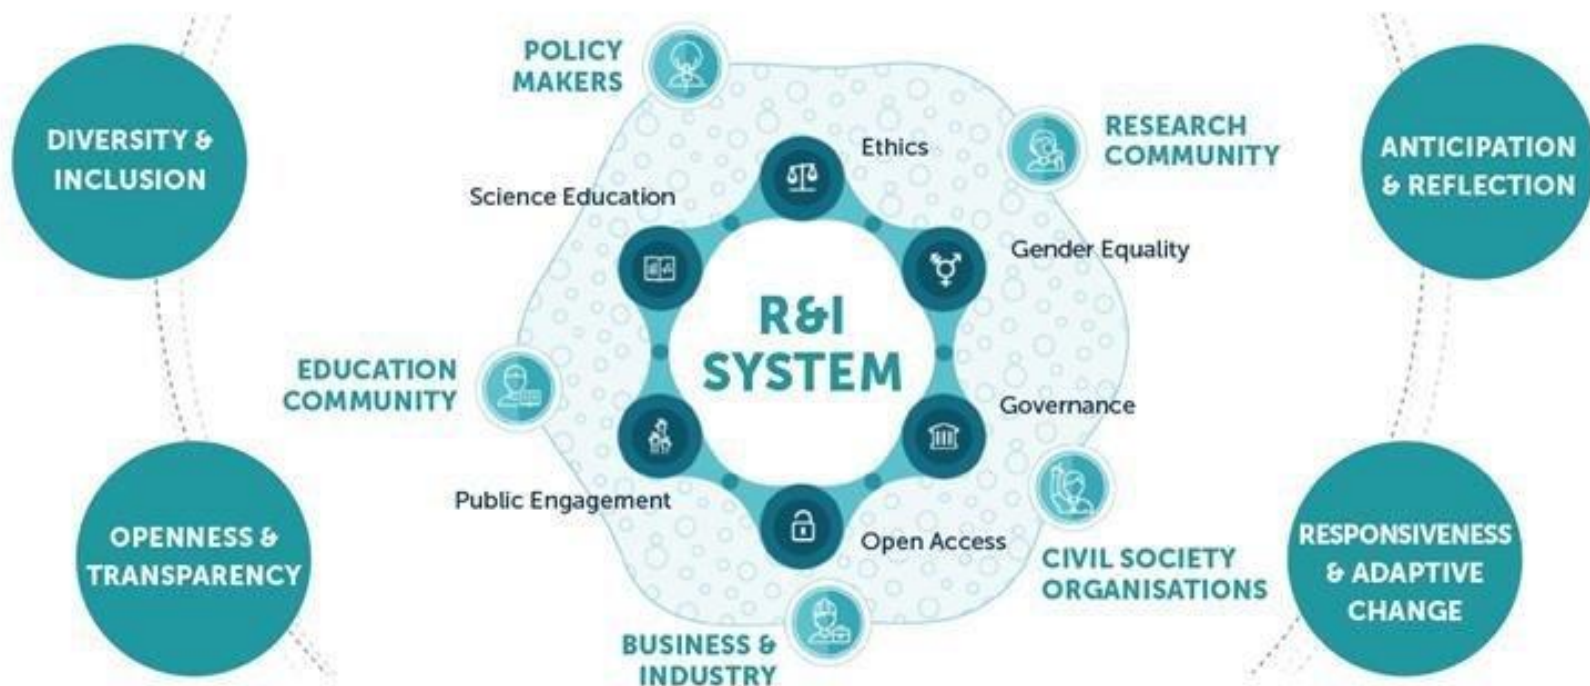 DIVERSITY &
INCLUSION
OPENNESS &
TRANSPARENCY
POLICY
MAKERS
EDUCATION
COMMUNITY
BUSINESS &
INDUSTRY
RESEARCH
COMMUNITY
CIVIL SOCIETY
ORGANISATIONS
Ethics
Science Education
Gender Equality
R&I
SYSTEM
Governance
Public Engagement
Open Access
ANTICIPATION
& REFLECTION
RESPONSIVENESS
& ADAPTIVE
CHANGE